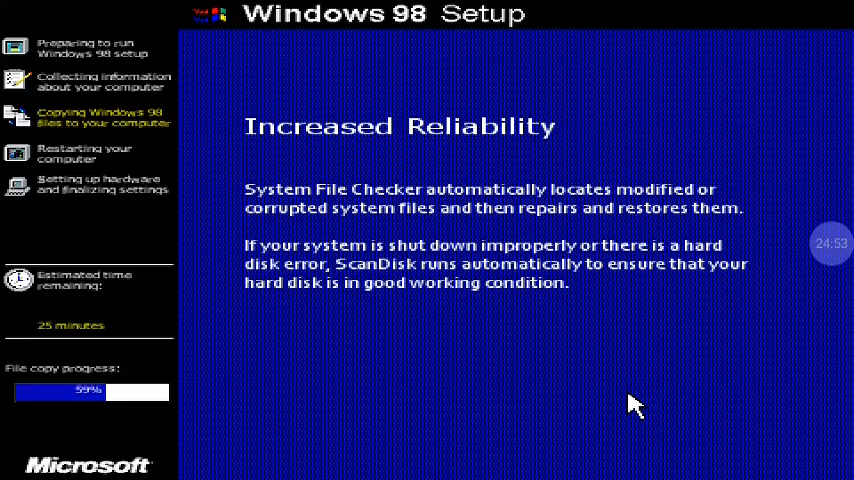 Windows 98 Setup
Preparing to run
Windows 98 setup
Collecting information
about your computer
Copying Windows 98
files to your computer
Restarting your
computer
Setting up hardware
and finalizing settings
Estimated time
remaining:
25 minutes
File copy progress:
59%
Microsoft
Increased Reliability
System File Checker automatically locates modified or
corrupted system files and then repairs and restores them.
If your system is shut down improperly or there is a hard
disk error, ScanDisk runs automatically to ensure that your
hard disk is in good working condition.
24:53